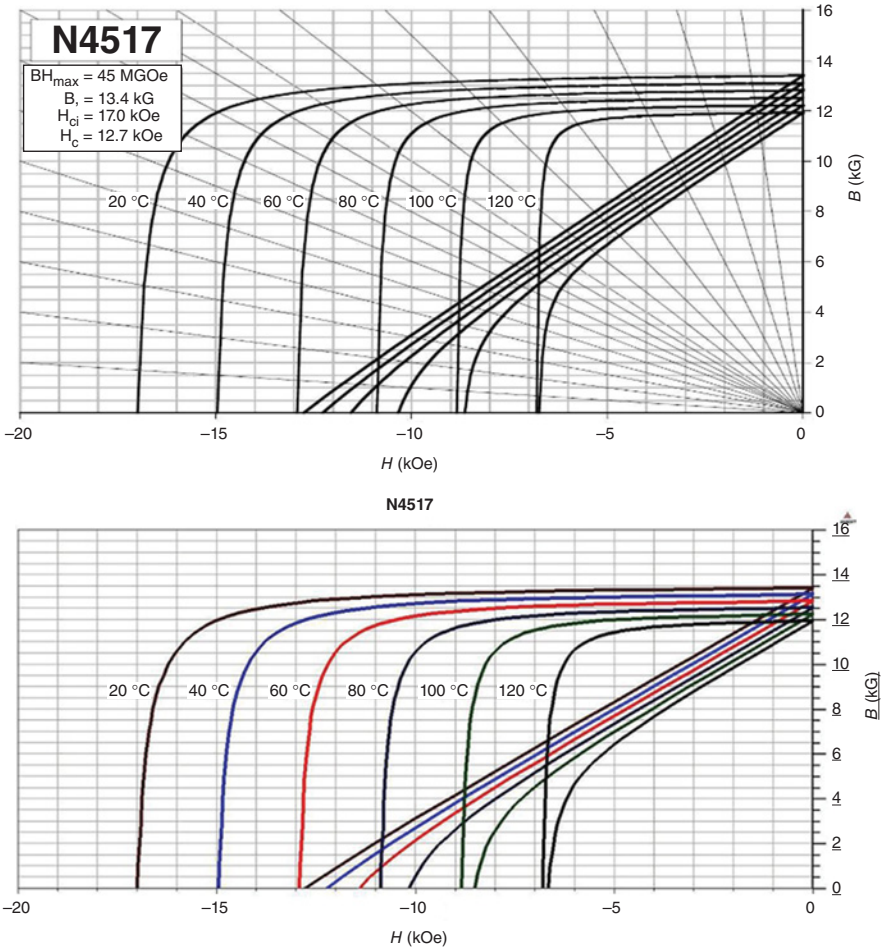 N4517
BHmax = 45 MGOe
B, = 13.4 kG
Hci = 17.0 kOe
Hc = 12.7 kOe
20 °C 40 °C 60 °C 80 °C 100 °C 120 °C
16
14
12
10
8
6
4
2
0
B (kG)
–20 –15 –10 –5 0
H (kOe)
N4517
20 °C 40 °C 60 °C 80 °C 100 °C 120 °C
16
14
12
10
8
6
4
2
0
B (kG)
–20 –15 –10 –5 0
H (kOe)